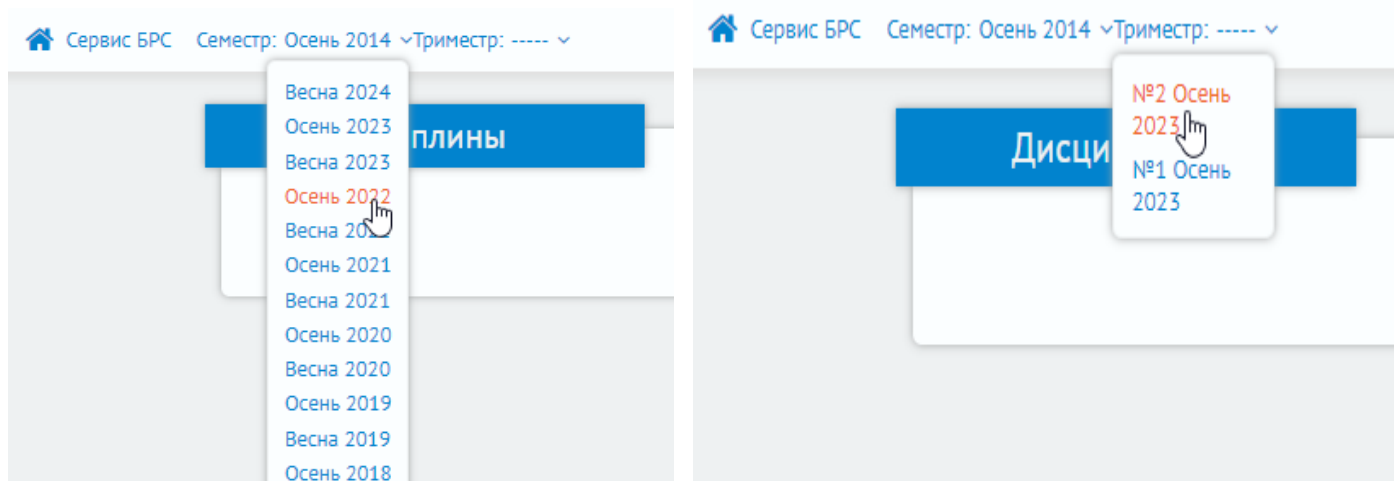 Сервис БРС Семестр: Осень 2014 Триместр: -----
Весна 2024
Осень 2023
Весна 2023
Осень 2022
Весна
Осень 2021
Весна 2021
Осень 2020
Весна 2020
Осень 2019
Весна 2019
Осень 2018
плины
Сервис БРС Семестр: Осень 2014 Триместр: -----
№2 Осень
2023
№1 Осень
2023
Дисци